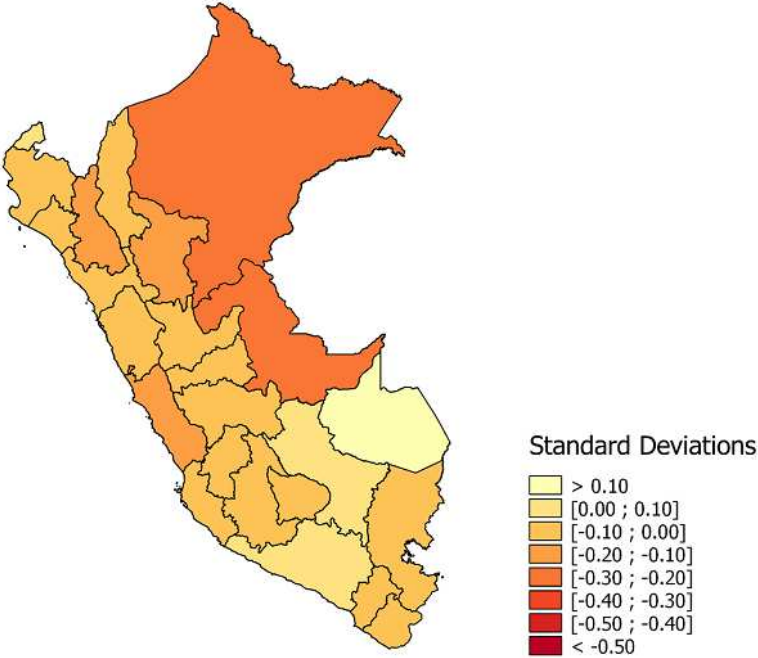 Standard Deviations
> 0.10
[0.00 ; 0.10]
[-0.10 ; 0.00]
[-0.20 ; -0.10]
[-0.30 ; -0.20]
[-0.40 ; -0.30]
[-0.50 ; -0.40]
< -0.50